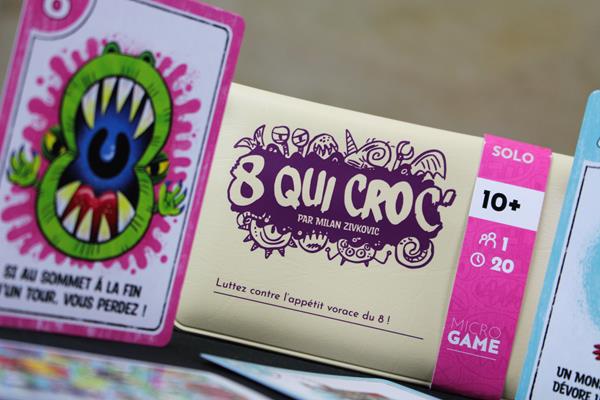 8
SI AU SOMMET À LA FIN
D'UN TOUR, VOUS PERDEZ !
8 QUI CROC'
PAR MILAN ZIVKOVIC
Luttez contre l'appétit vorace du 8 !
SOLO
10+
1
20
MICRO
GAME
UN MON
DÉVORE